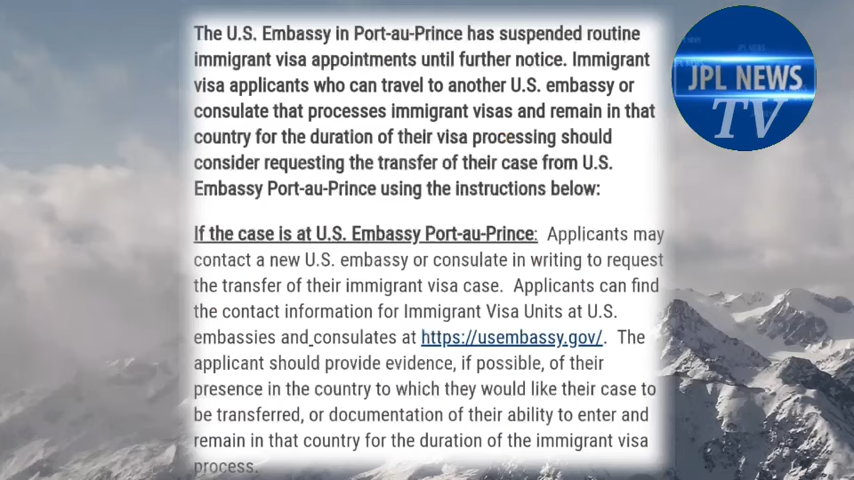 The U.S. Embassy in Port-au-Prince has suspended routine
immigrant visa appointments until further notice. Immigrant
visa applicants who can travel to another U.S. embassy or
consulate that processes immigrant visas and remain in that
country for the duration of their visa processing should
consider requesting the transfer of their case from U.S.
Embassy Port-au-Prince using the instructions below:
If the case is at U.S. Embassy Port-au-Prince: Applicants may
contact a new U.S. embassy or consulate in writing to request
the transfer of their immigrant visa case. Applicants can find
the contact information for Immigrant Visa Units at U.S.
embassies and consulates at https://usembassy.gov/. The
applicant should provide evidence, if possible, of their
presence in the country to which they would like their case to
be transferred, or documentation of their ability to enter and
remain in that country for the duration of the immigrant visa
process.
JPL NEWS
TV